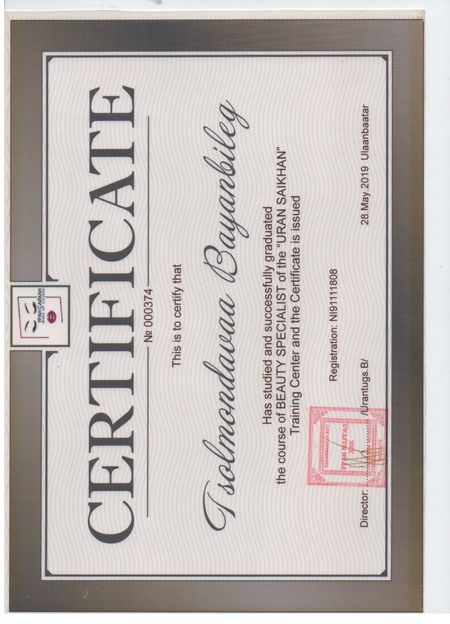 CERTIFICATE
№ 000374
This is to certify that
Tsolmondavaa Bayanbileg
Has studied and successfully graduated
the course of BEAUTY SPECIALIST of the "URAN SAIKHAN"
Training Center and the Certificate is issued
Registration: NI91111808
Director: /Urantugs.B/
28.May.2019 Ulaanbaatar